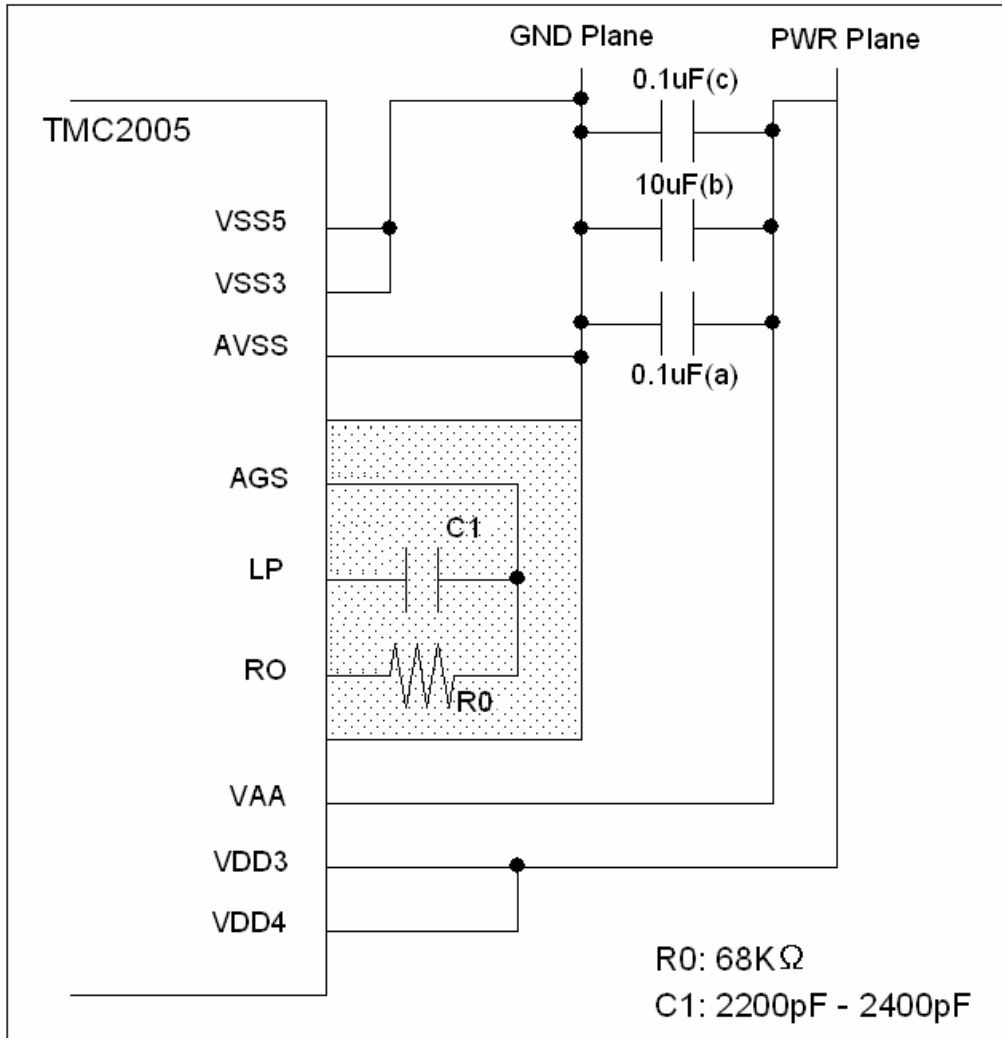 GND Plane
PWR Plane
0.1uF(c)
TMC2005
10uF(b)
VSS5
VSS3
AVSS
0.1uF(a)
AGS
C1
LP
RO
R0
VAA
VDD3
VDD4
R0: 68KΩ
C1: 2200pF - 2400pF